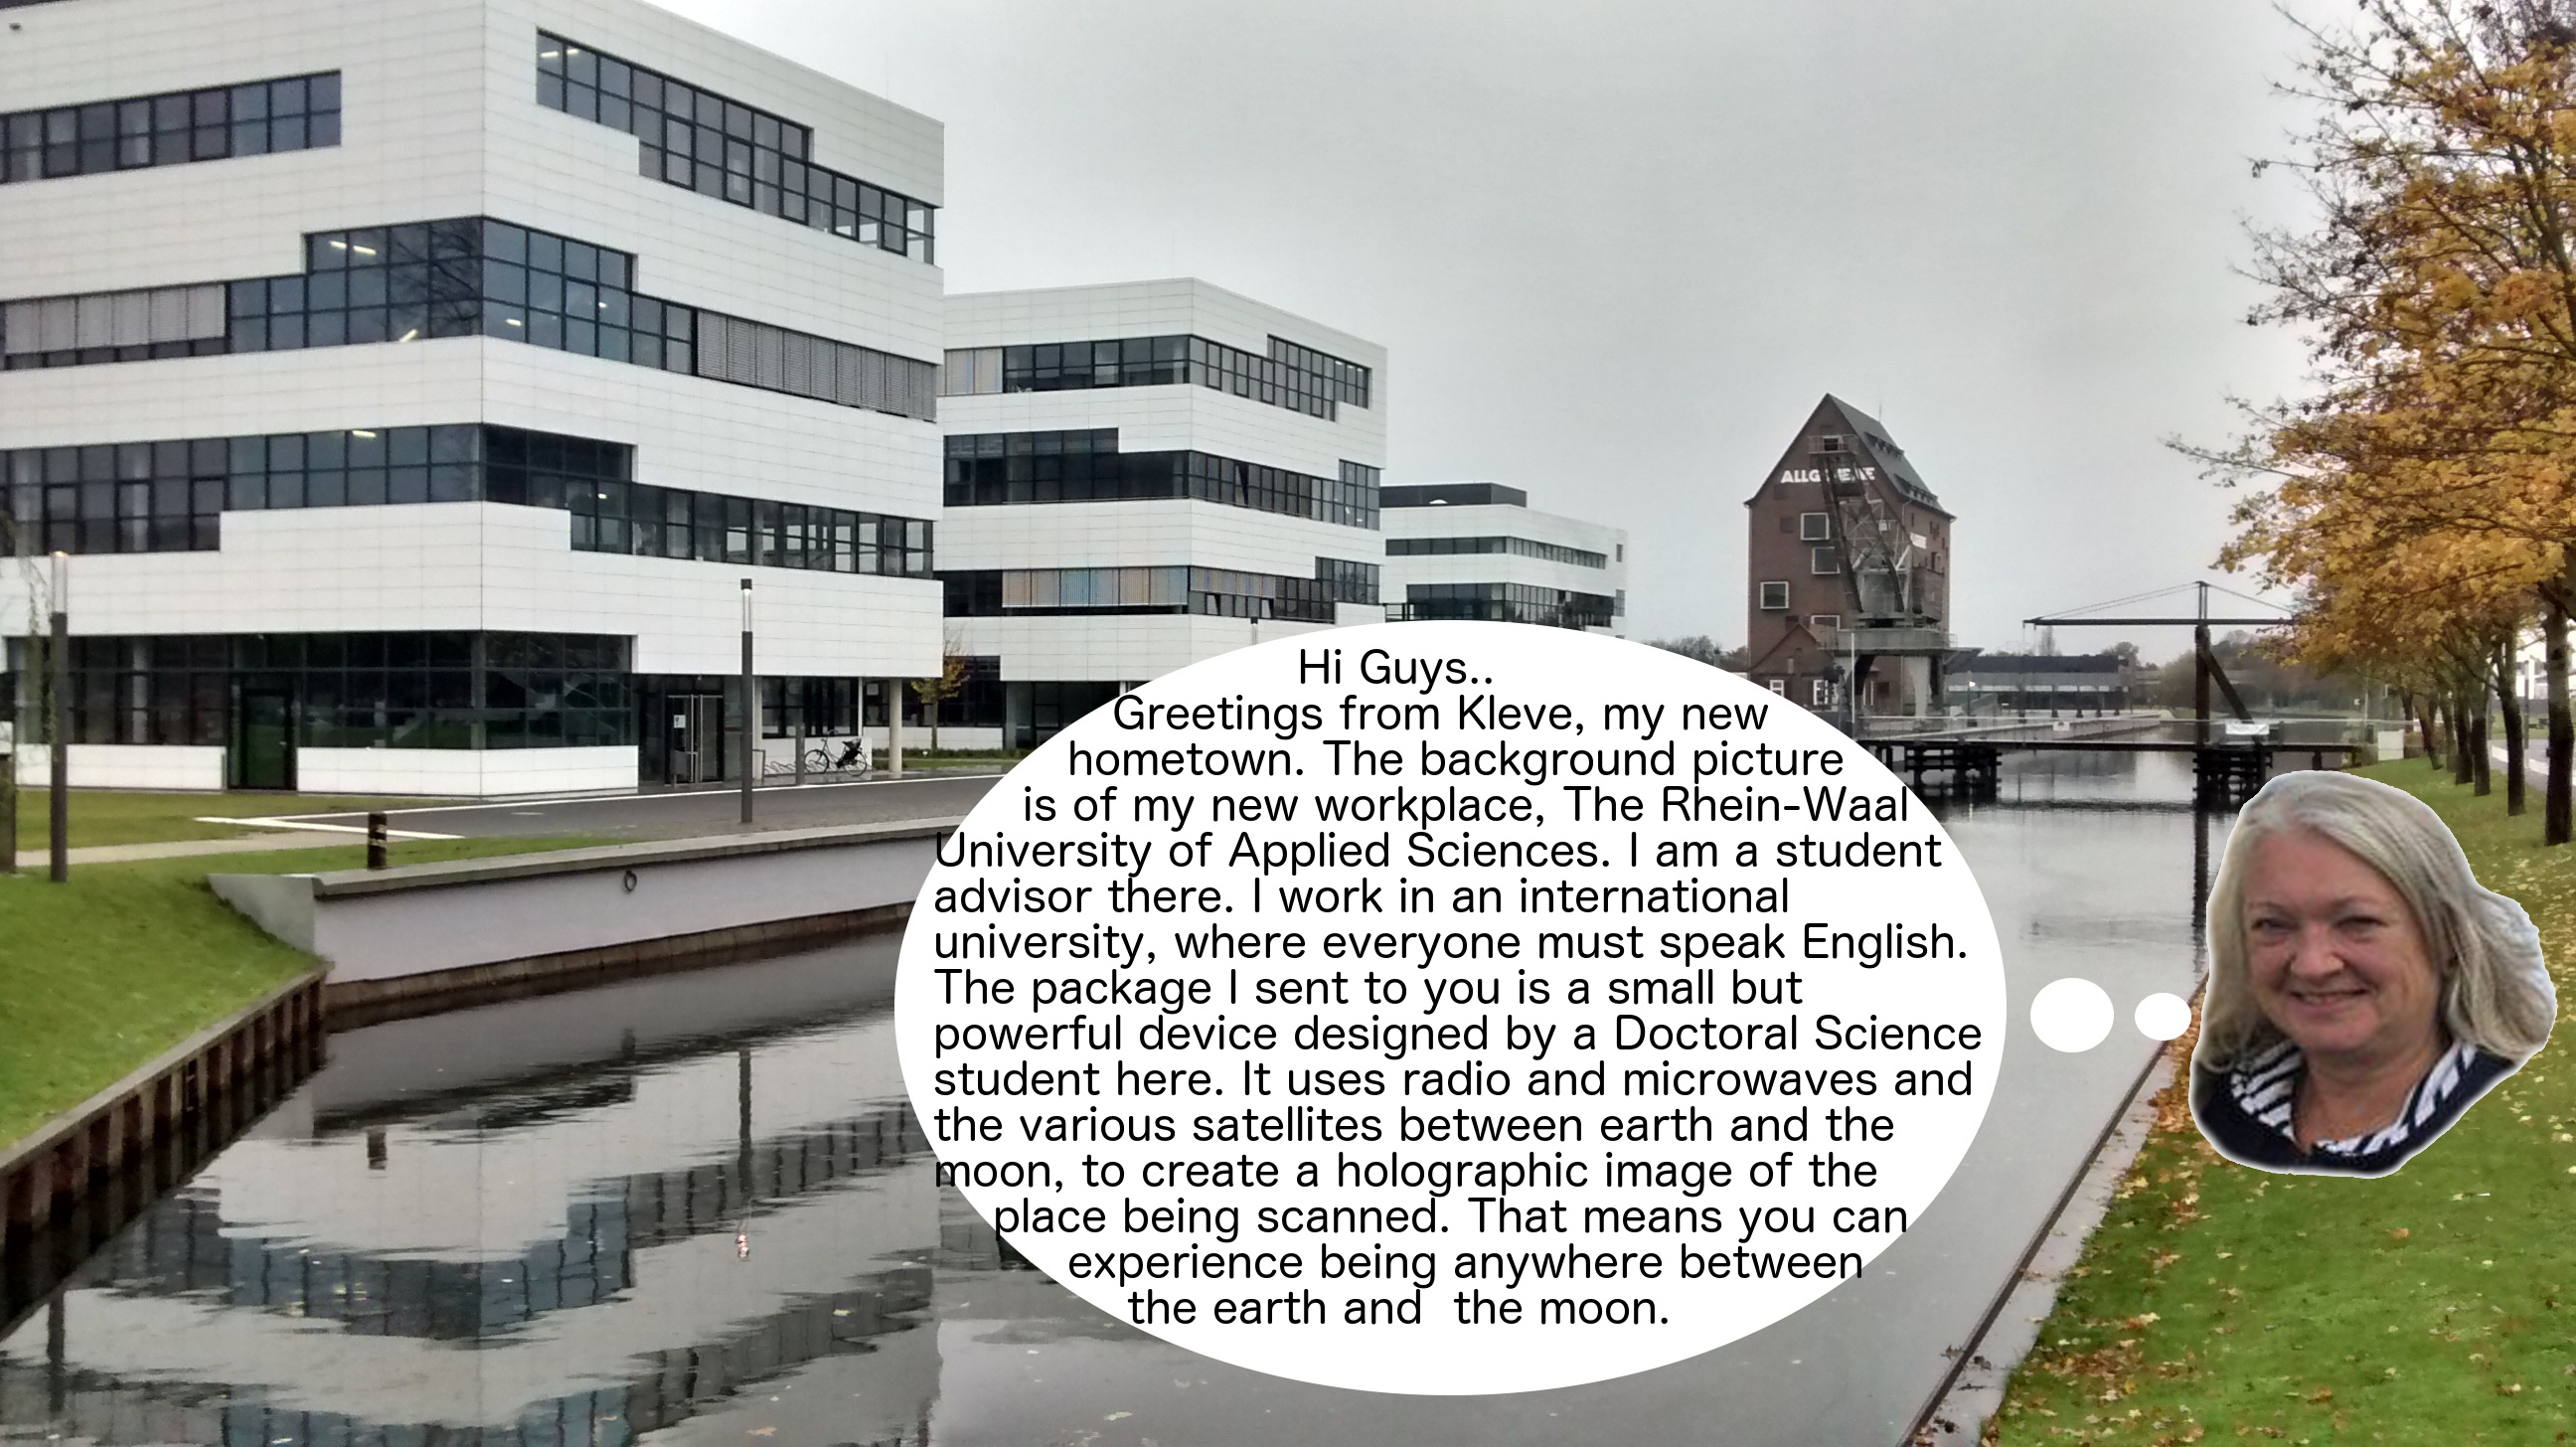 ALLG
Hi Guys..
Greetings from Kleve, my new
hometown. The background picture
is of my new workplace, The Rhein-Waal
University of Applied Sciences. I am a student
advisor there. I work in an international
university, where everyone must speak English.
The package I sent to you is a small but
powerful device designed by a Doctoral Science
student here. It uses radio and microwaves and
the various satellites between earth and the
moon, to create a holographic image of the
place being scanned. That means you can
experience being anywhere between
the earth and  the moon.